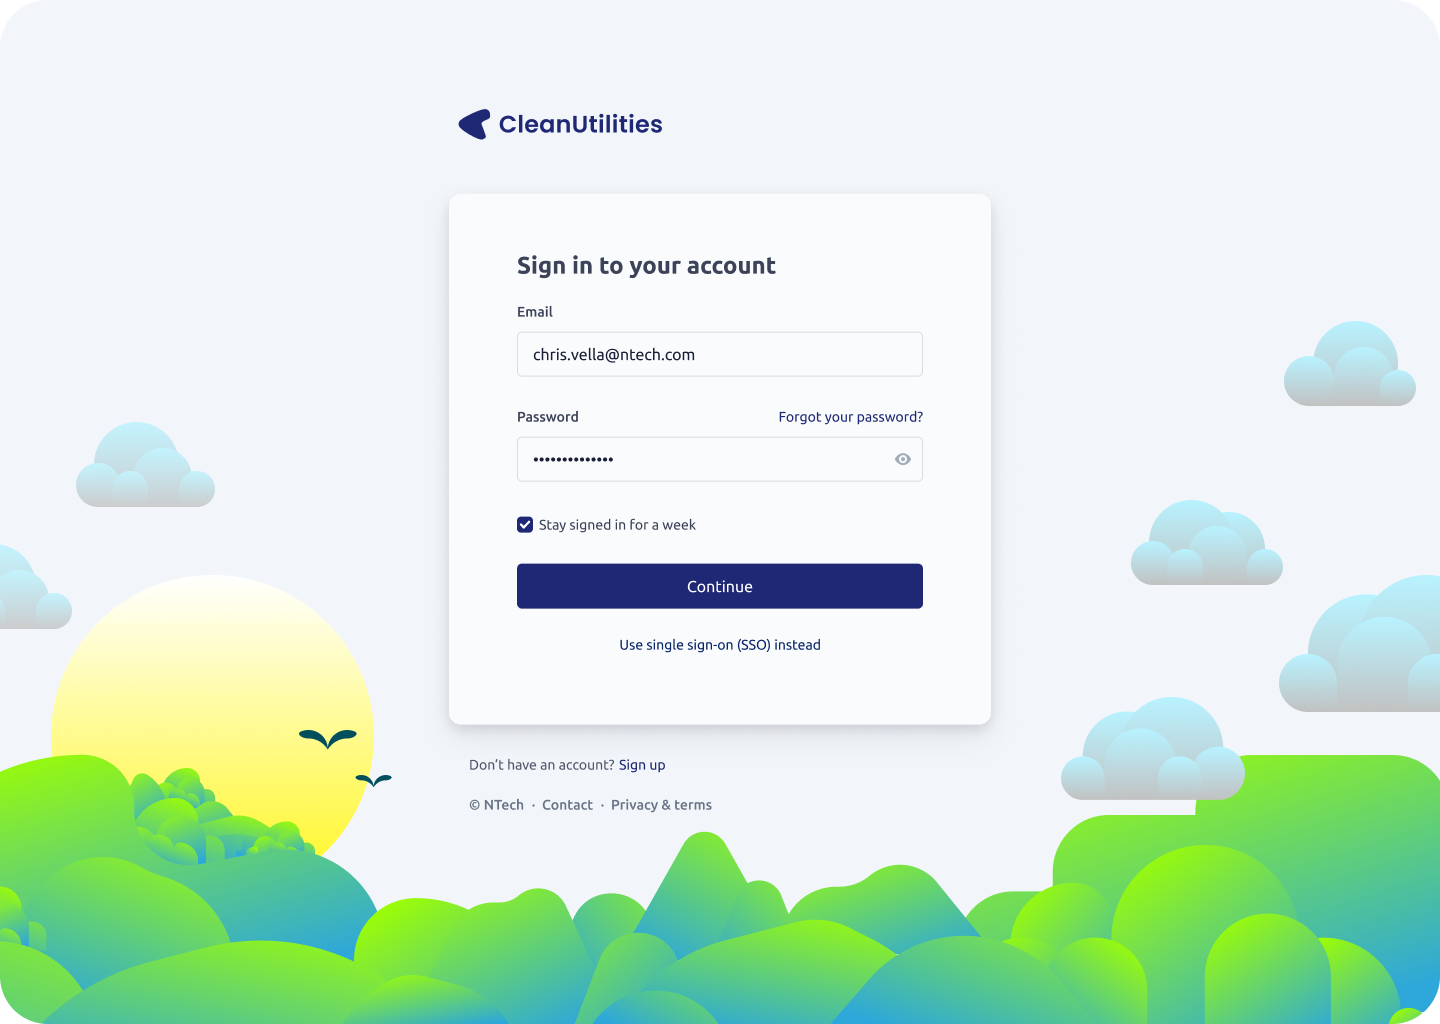 CleanUtilities
Sign in to your account
Email
chris.vella@ntech.com
Password
Forgot your password?
••••••••••••••
Stay signed in for a week
Continue
Use single sign-on (SSO) instead
Don’t have an account? Sign up
© NTech · Contact · Privacy & terms